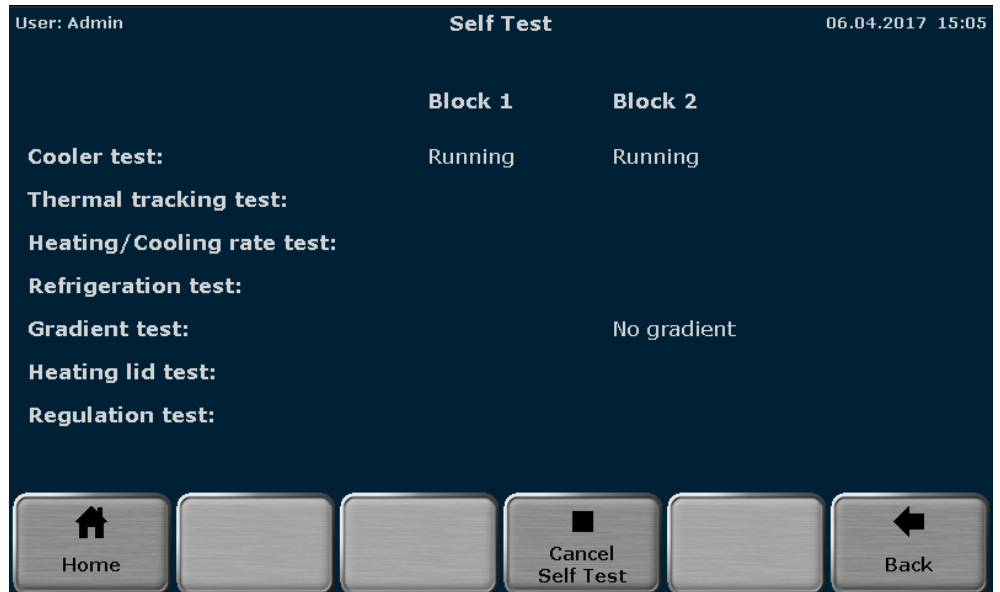 User: Admin Self Test 06.04.2017 15:05
Block 1 Block 2
Cooler test: Running Running
Thermal tracking test:
Heating/Cooling rate test:
Refrigeration test:
Gradient test: No gradient
Heating lid test:
Regulation test:
Home
Cancel
Self Test
Back